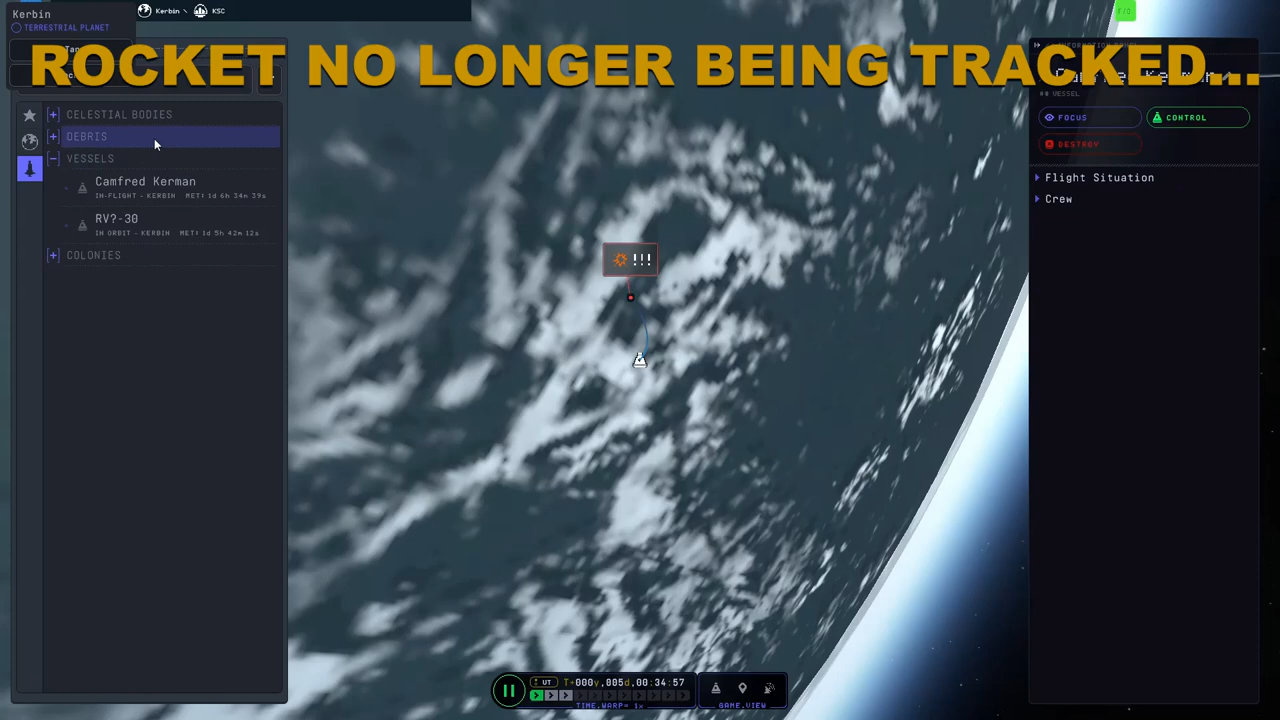 Kerbin
TERRESTRIAL PLANET
Kerbin
KSC
ROCKET NO LONGER BEING TRACKED...
[+] CELESTIAL BODIES
[+] DEBRIS
[–] VESSELS
Camfred Kerman
IN-FLIGHT - KERBIN MET: 1d 6h 34m 39s
RV?-30
IN ORBIT - KERBIN MET: 1d 5h 42m 12s
[+] COLONIES
!!!
VESSEL
FOCUS
CONTROL
DESTROY
Flight Situation
Crew
UT T+000y,005d,00:34:57
TIME.WARP= 1x
GAME.VIEW